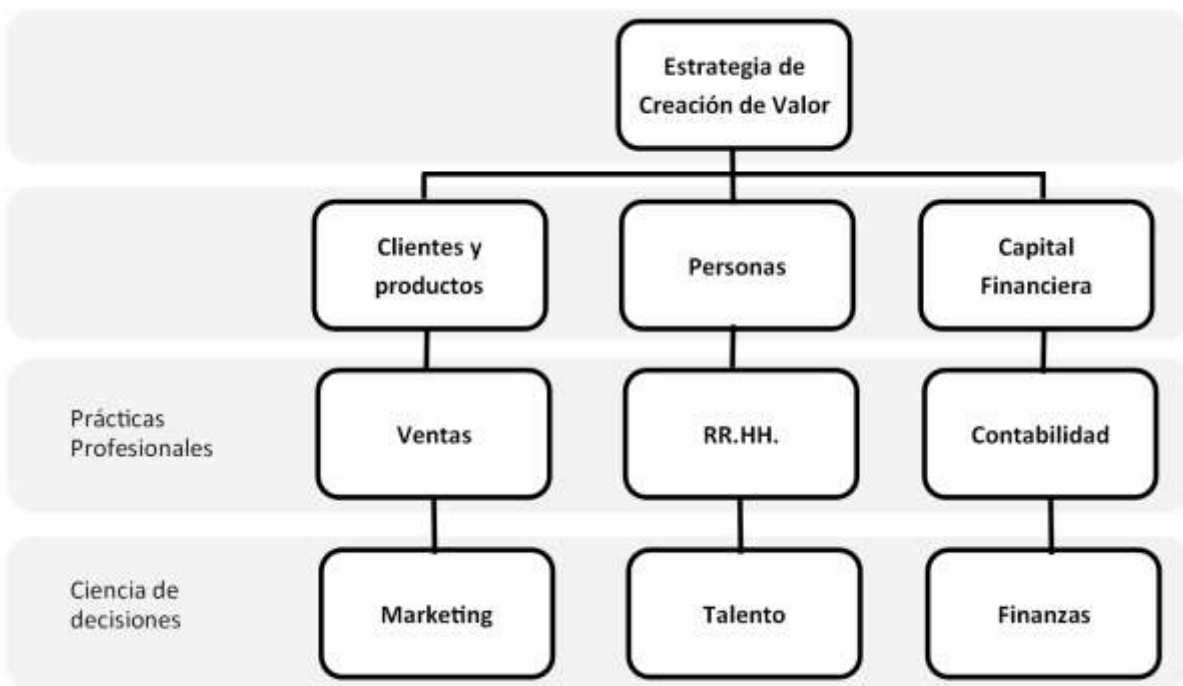 Estrategia de
Creación de Valor
Clientes y
productos
Personas
Capital
Financiera
Prácticas
Profesionales
Ventas
RR.HH.
Contabilidad
Ciencia de
decisiones
Marketing
Talento
Finanzas